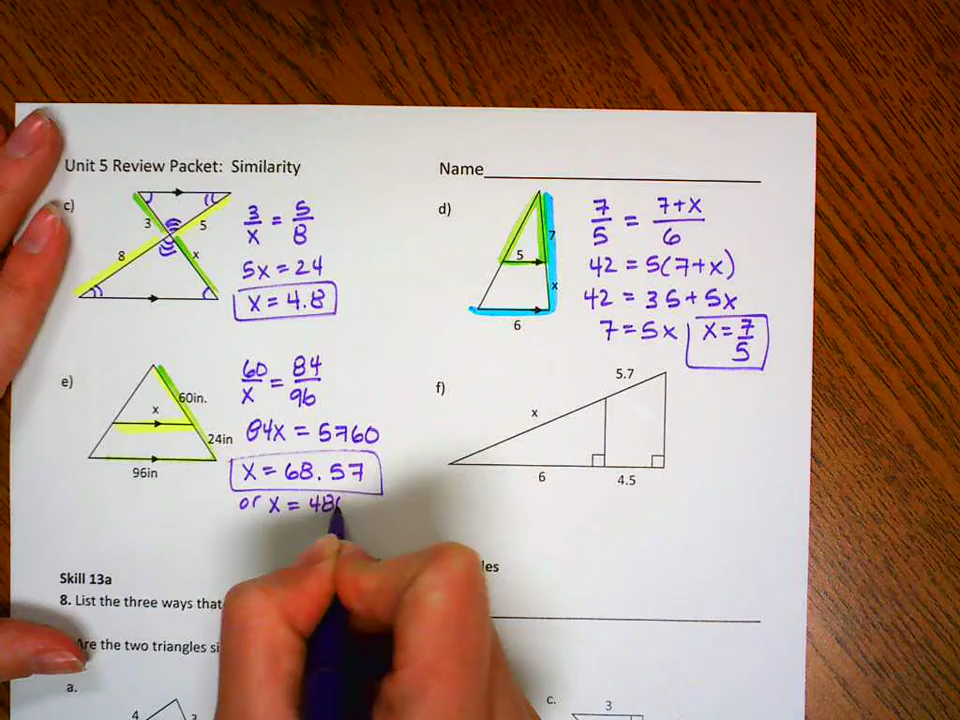 Unit 5 Review Packet: Similarity
Name
c)
3
5
8
x
3/x = 5/8
5x = 24
x = 4.8
d)
7
5
x
6
7/5 = 7+x/6
42 = 5(7+x)
42 = 35+5x
7 = 5x
x = 7/5
e)
60in.
x
24in
96in
60/x = 84/96
84x = 5760
x = 68.57
or x = 48
f)
5.7
x
6
4.5
les
Skill 13a
8. List the three ways that
Are the two triangles si
a.
4
3
c.
3